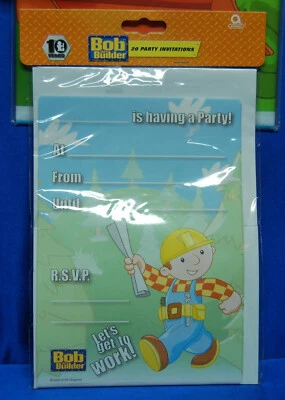 10
Bob
the Builder
20 PARTY INVITATIONS
is having a Party!
At
From
Until
R.S.V.P.
Let's
get to
work!
Bob
the Builder